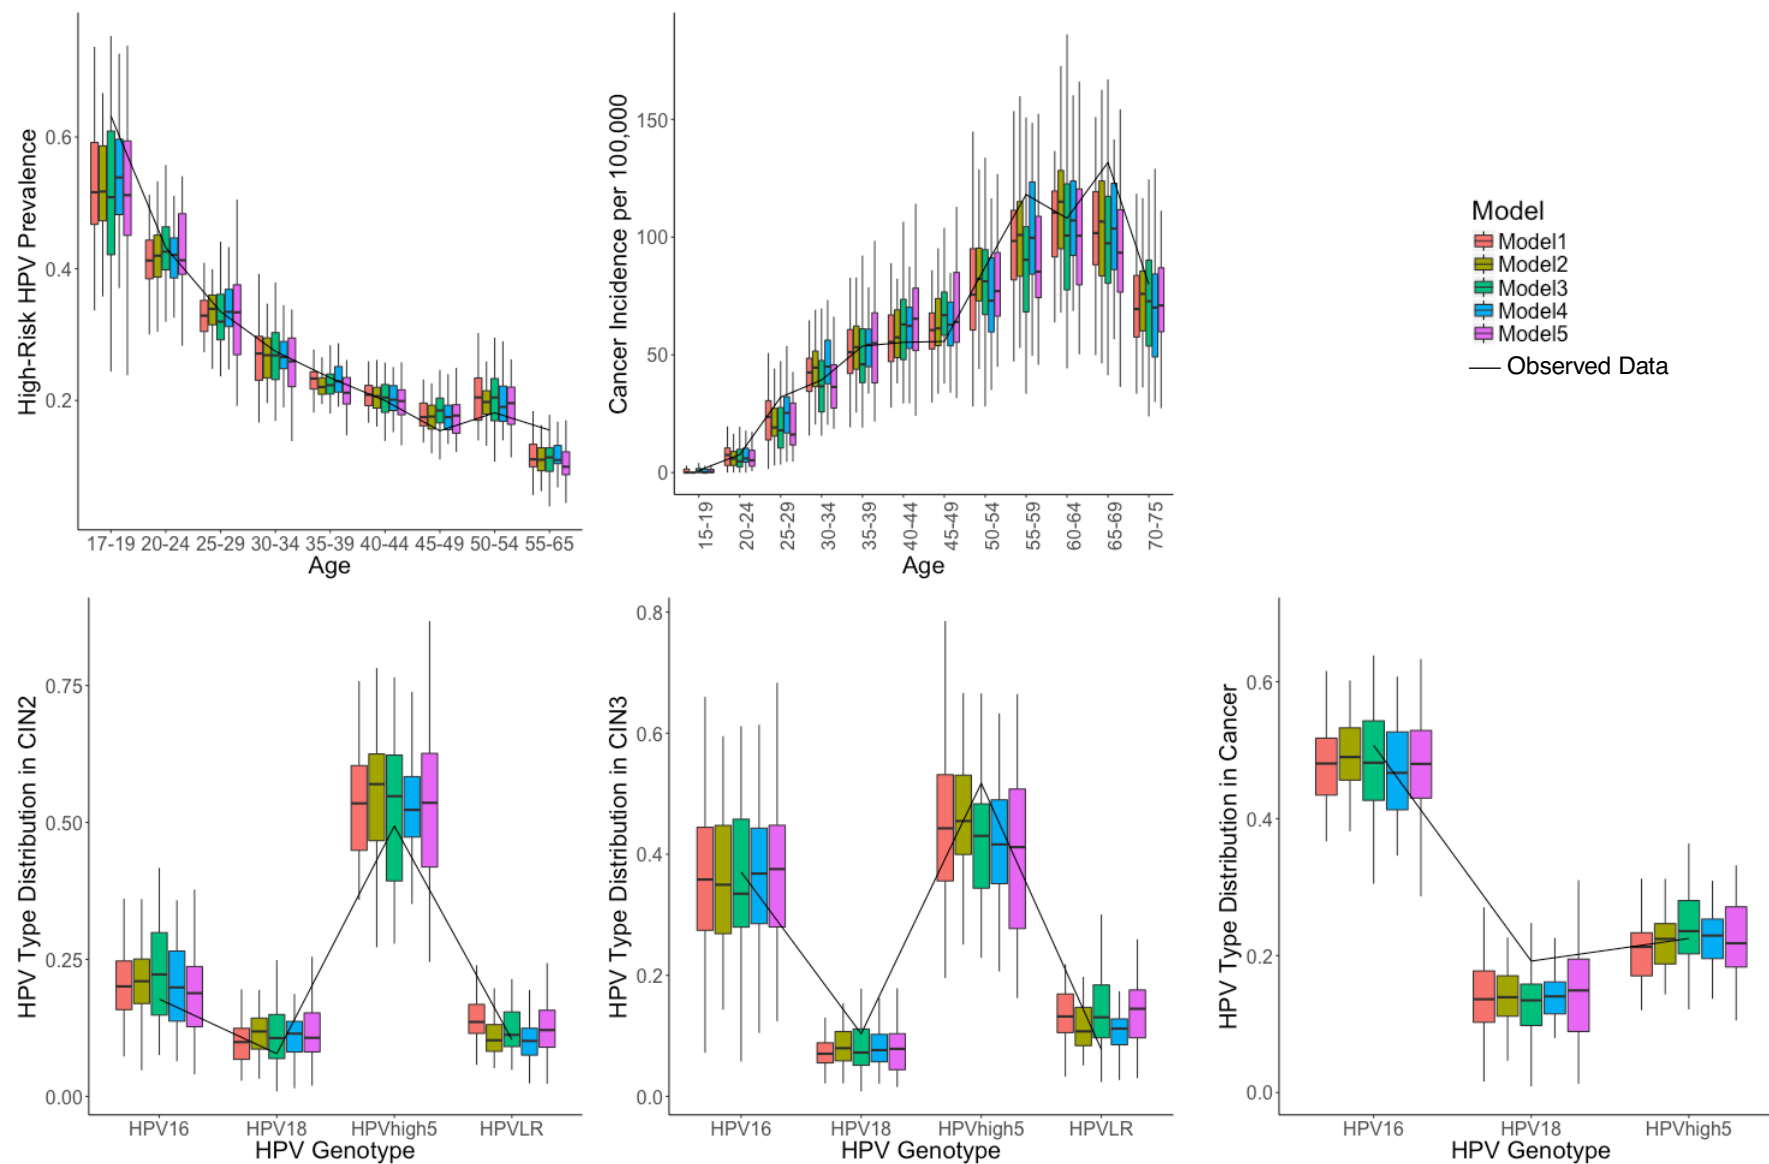 High-Risk HPV Prevalence
0.6
0.4
0.2
17-19 20-24 25-29 30-34 35-39 40-44 45-49 50-54 55-65
Age
Cancer Incidence per 100,000
150
100
50
0
15-19
20-24
25-29
30-34
35-39
40-44
45-49
50-54
55-59
60-64
65-69
70-75
Age
Model
Model1
Model2
Model3
Model4
Model5
Observed Data
HPV Type Distribution in CIN2
0.75
0.50
0.25
0.00
HPV16 HPV18 HPVhigh5 HPVLR
HPV Genotype
HPV Type Distribution in CIN3
0.8
0.6
0.4
0.2
0.0
HPV16 HPV18 HPVhigh5 HPVLR
HPV Genotype
HPV Type Distribution in Cancer
0.6
0.4
0.2
0.0
HPV16 HPV18 HPVhigh5
HPV Genotype